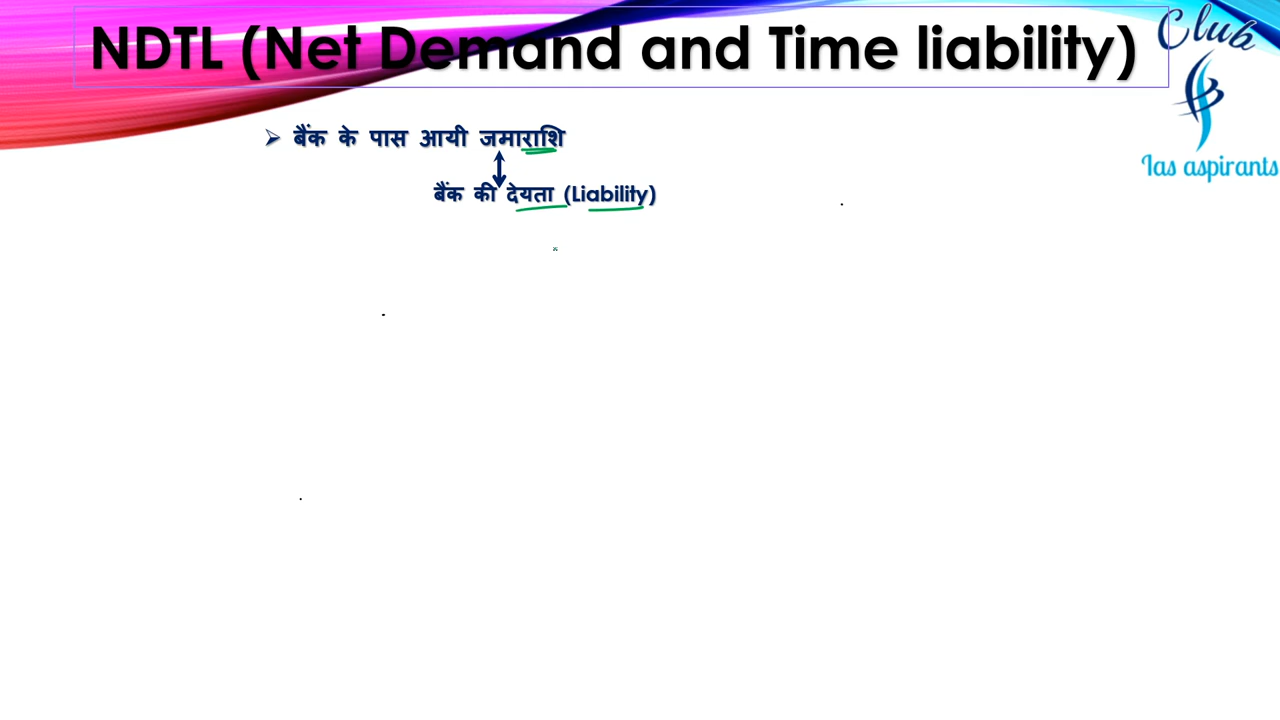 NDTL (Net Demand and Time liability)
Club
Ias aspirants
➢ बैंक के पास आयी जमाराशि
बैंक की देयता (Liability)